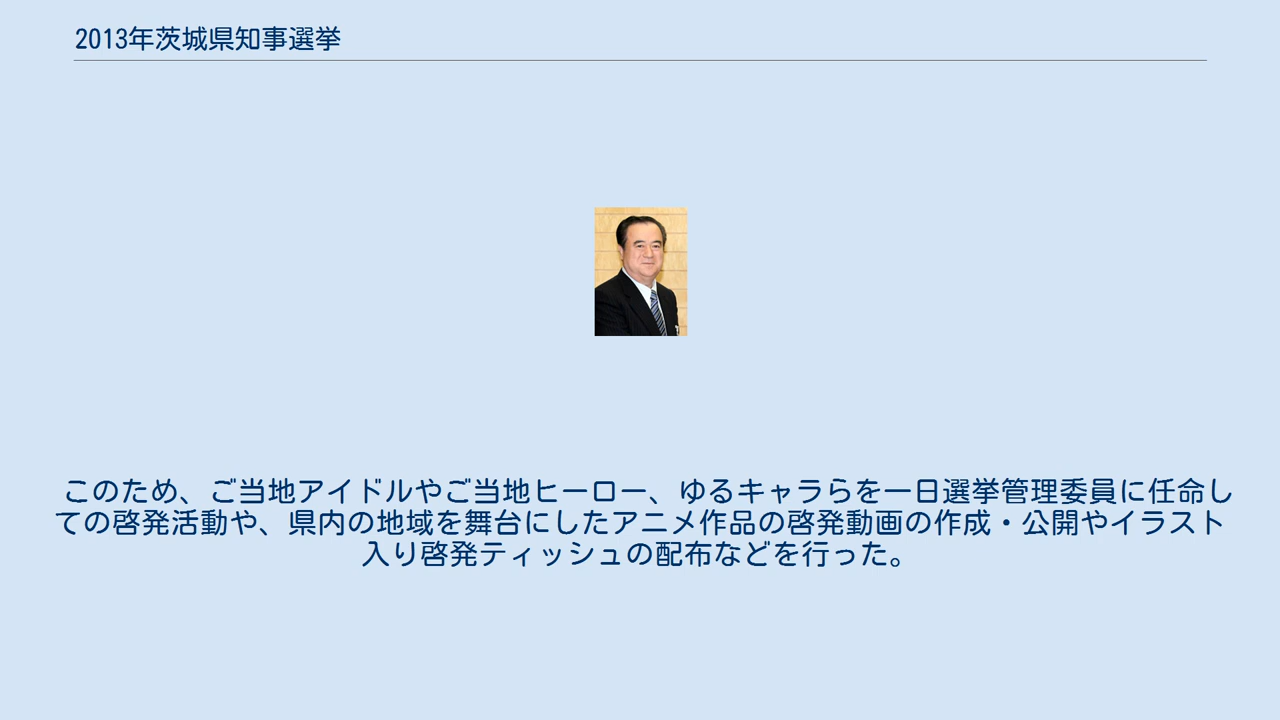 2013年茨城県知事選挙
このため、ご当地アイドルやご当地ヒーロー、ゆるキャラらを一日選挙管理委員に任命し
ての啓発活動や、県内の地域を舞台にしたアニメ作品の啓発動画の作成・公開やイラスト
入り啓発ティッシュの配布などを行った。